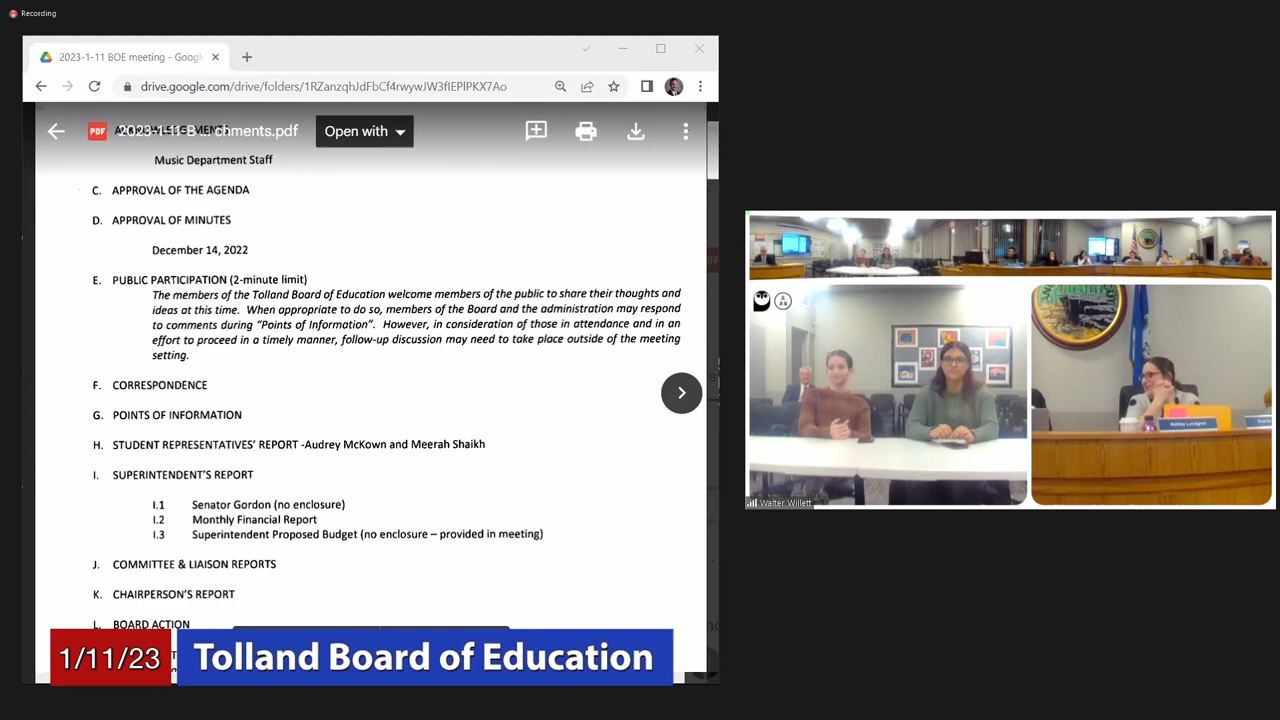 Recording
2023-1-11 BOE meeting - Googl
drive.google.com/drive/folders/1RZanzqhJdFbCf4rwywJW3fIEPlPKX7Ao
PDF 2023-1-11-B... chments.pdf
Open with
Music Department Staff
C. APPROVAL OF THE AGENDA
D. APPROVAL OF MINUTES
December 14, 2022
E. PUBLIC PARTICIPATION (2-minute limit)
The members of the Tolland Board of Education welcome members of the public to share their thoughts and
ideas at this time. When appropriate to do so, members of the Board and the administration may respond
to comments during “Points of Information”. However, in consideration of those in attendance and in an
effort to proceed in a timely manner, follow-up discussion may need to take place outside of the meeting
setting.
F. CORRESPONDENCE
G. POINTS OF INFORMATION
H. STUDENT REPRESENTATIVES’ REPORT -Audrey McKown and Meerah Shaikh
I. SUPERINTENDENT’S REPORT
I.1 Senator Gordon (no enclosure)
I.2 Monthly Financial Report
I.3 Superintendent Proposed Budget (no enclosure – provided in meeting)
J. COMMITTEE & LIAISON REPORTS
K. CHAIRPERSON’S REPORT
L. BOARD ACTION
1/11/23
Tolland Board of Education
Ashley Lundgren
Walter Willett